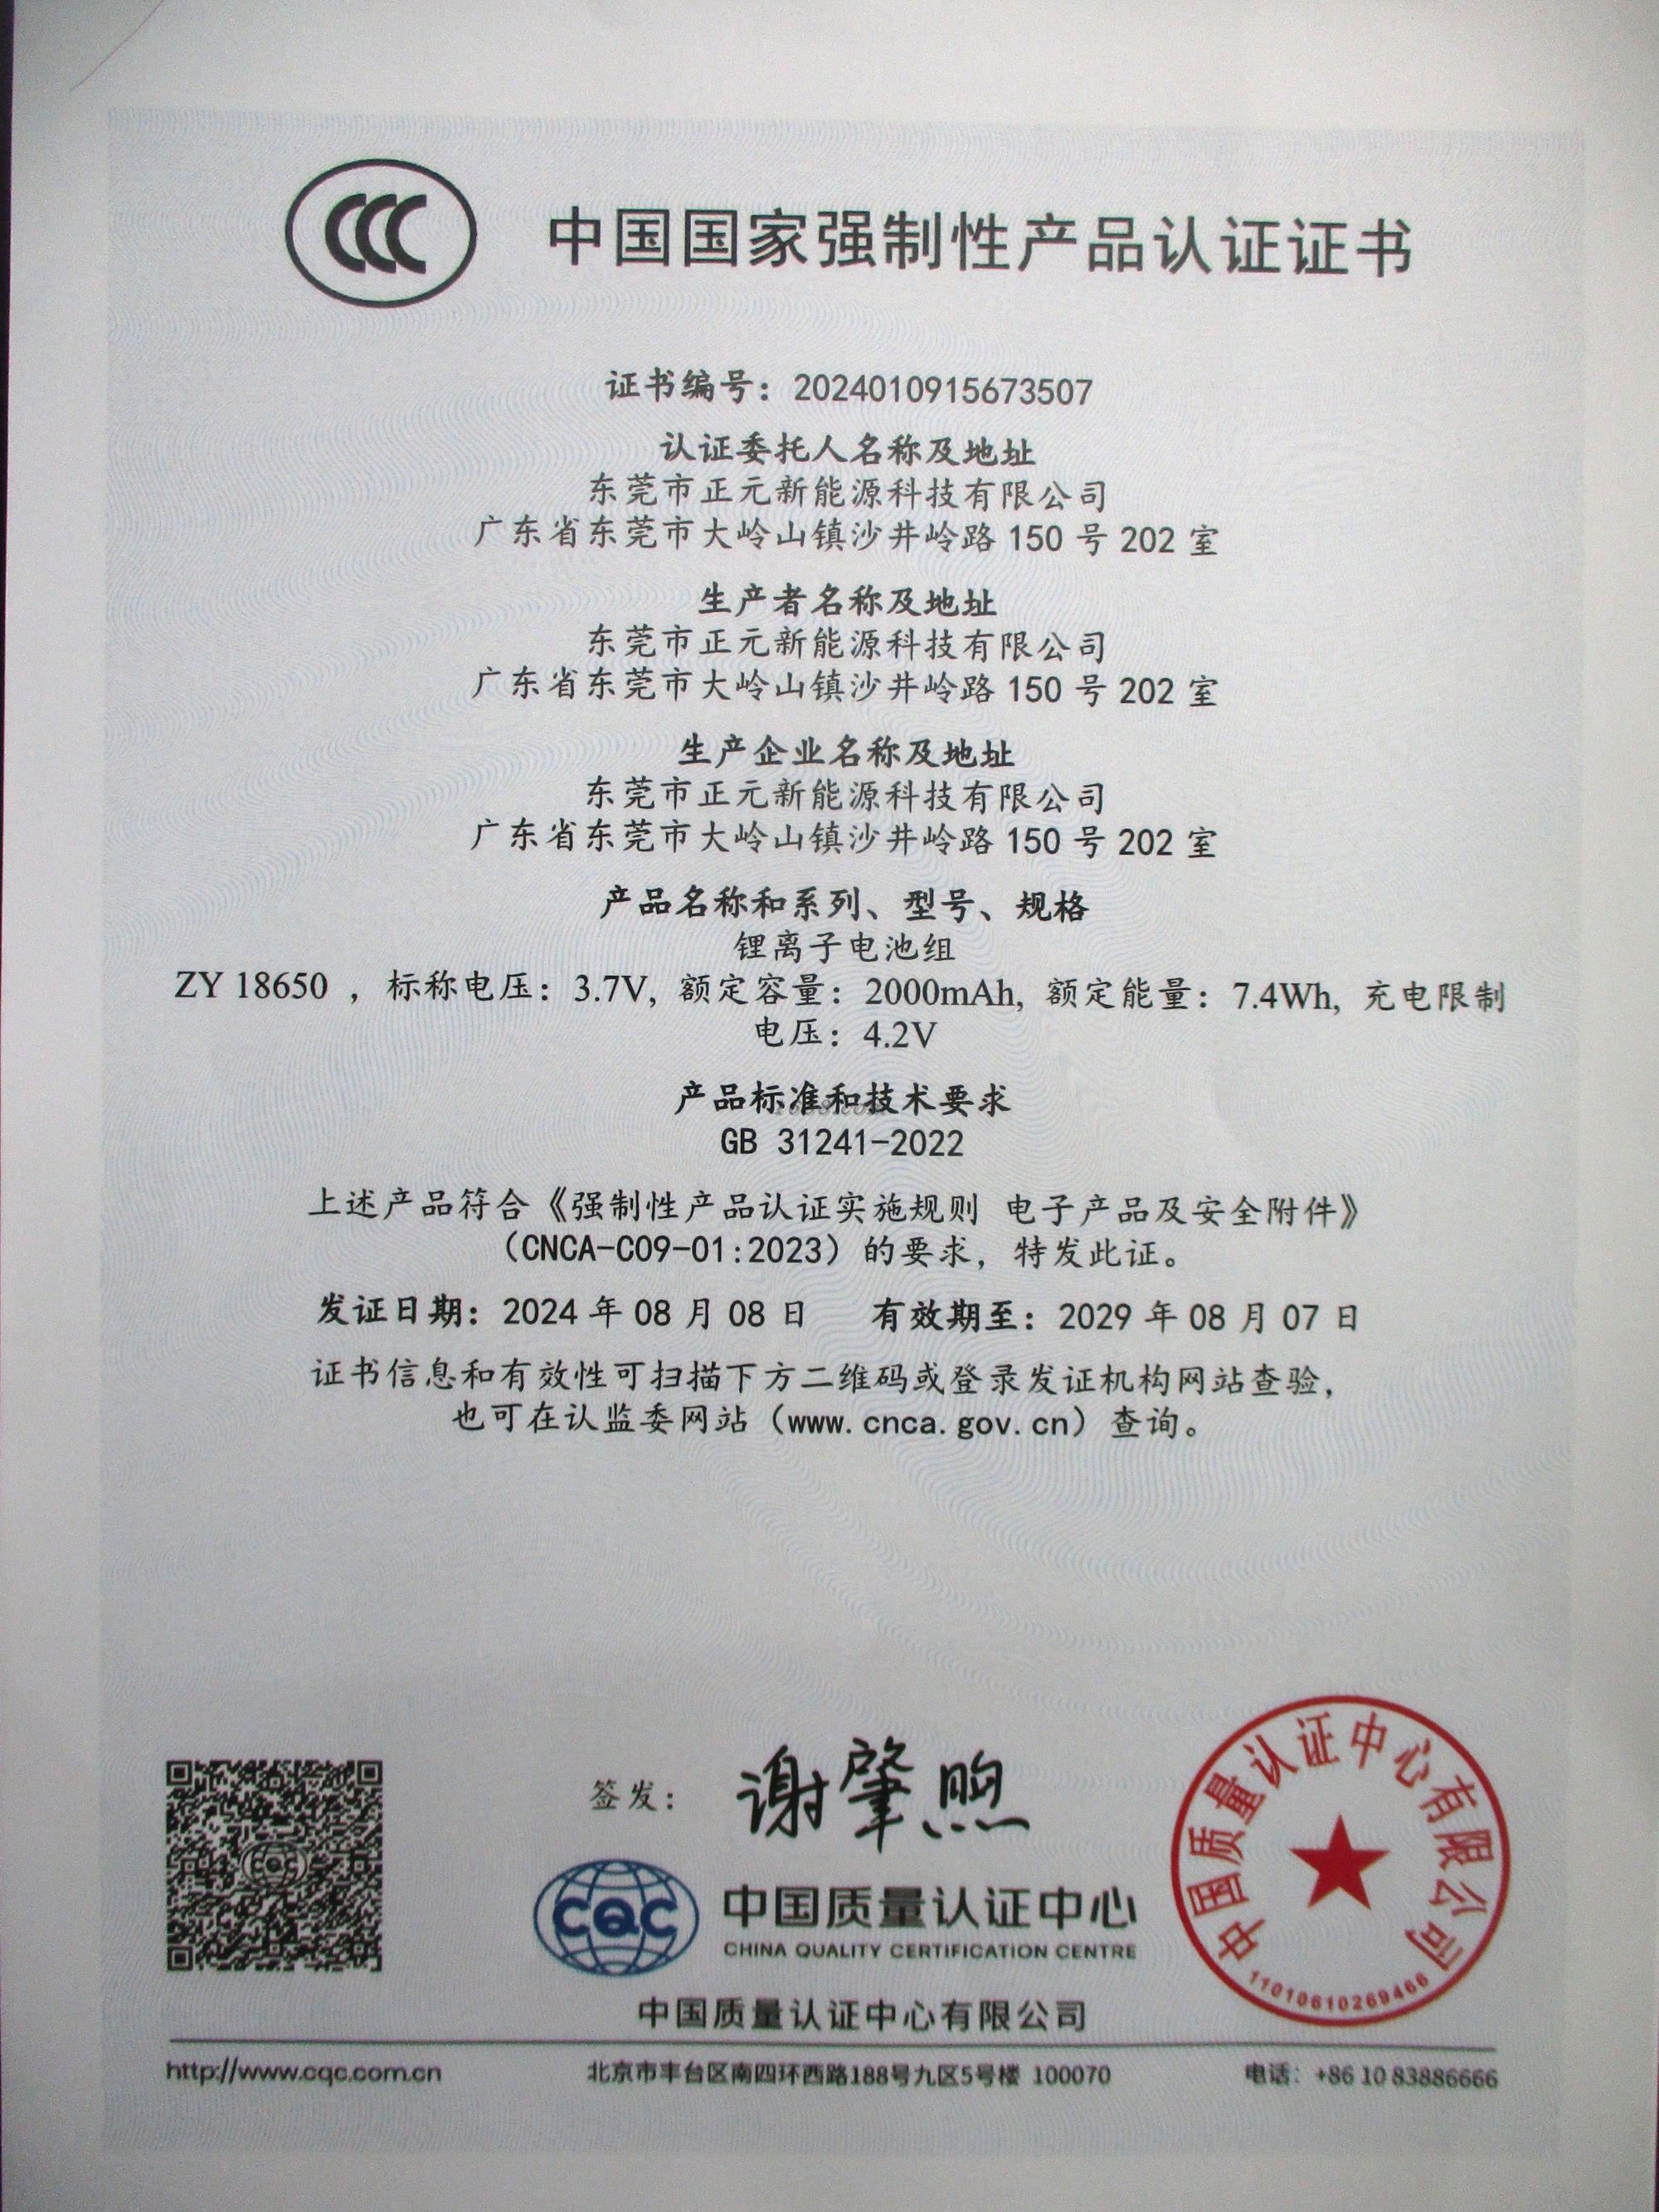 CCC 中国国家强制性产品认证证书
证书编号：2024010915673507
认证委托人名称及地址
东莞市正元新能源科技有限公司
广东省东莞市大岭山镇沙井岭路 150 号 202 室
生产者名称及地址
东莞市正元新能源科技有限公司
广东省东莞市大岭山镇沙井岭路 150 号 202 室
生产企业名称及地址
东莞市正元新能源科技有限公司
广东省东莞市大岭山镇沙井岭路 150 号 202 室
产品名称和系列、型号、规格
锂离子电池组
ZY 18650 ，标称电压：3.7V, 额定容量：2000mAh, 额定能量：7.4Wh, 充电限制
电压：4.2V
产品标准和技术要求
GB 31241-2022
上述产品符合《强制性产品认证实施规则 电子产品及安全附件》
（CNCA-C09-01:2023）的要求，特发此证。
发证日期：2024 年 08 月 08 日 有效期至：2029 年 08 月 07 日
证书信息和有效性可扫描下方二维码或登录发证机构网站查验，
也可在认监委网站（www.cnca.gov.cn）查询。
签发：谢肇煦
CQC 中国质量认证中心
CHINA QUALITY CERTIFICATION CENTRE
中国质量认证中心有限公司
中国质量认证中心有限公司
11010610269466
CQC
http://www.cqc.com.cn 北京市丰台区南四环西路188号九区5号楼 100070 电话：+86 10 83886666